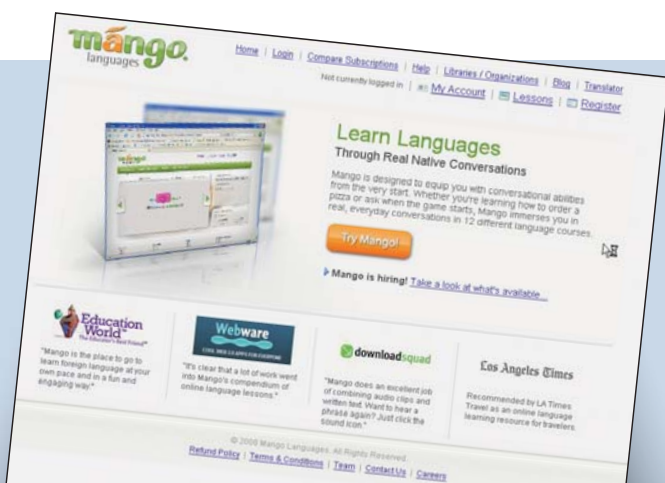 mango
languages
Home | Login | Compare Subscriptions | Help | Libraries / Organizations | Blog | Translator
Not currently logged in | My Account | Lessons | Register
Learn Languages
Through Real Native Conversations
Mango is designed to equip you with conversational abilities
from the very start. Whether you're learning how to order a
pizza or ask when the game starts, Mango immerses you in
real, everyday conversations in 12 different language courses.
Try Mango!
Mango is hiring! Take a look at what's available...
Education
World
The Educator's Best Friend
"Mango is the place to go to
learn foreign language at your
own pace and in a fun and
engaging way."
Webware
COOL WEB 2.0 APPS FOR EVERYONE
"It's clear that a lot of work went
into Mango's compendium of
online language lessons."
downloadsquad
"Mango does an excellent job
of combining audio clips and
written text. Want to hear a
phrase again? Just click the
sound icon."
Los Angeles Times
Recommended by LA Times
Travel as an online language
learning resource for travelers.
© 2008 Mango Languages. All Rights Reserved.
Refund Policy | Terms & Conditions | Team | Contact Us | Careers